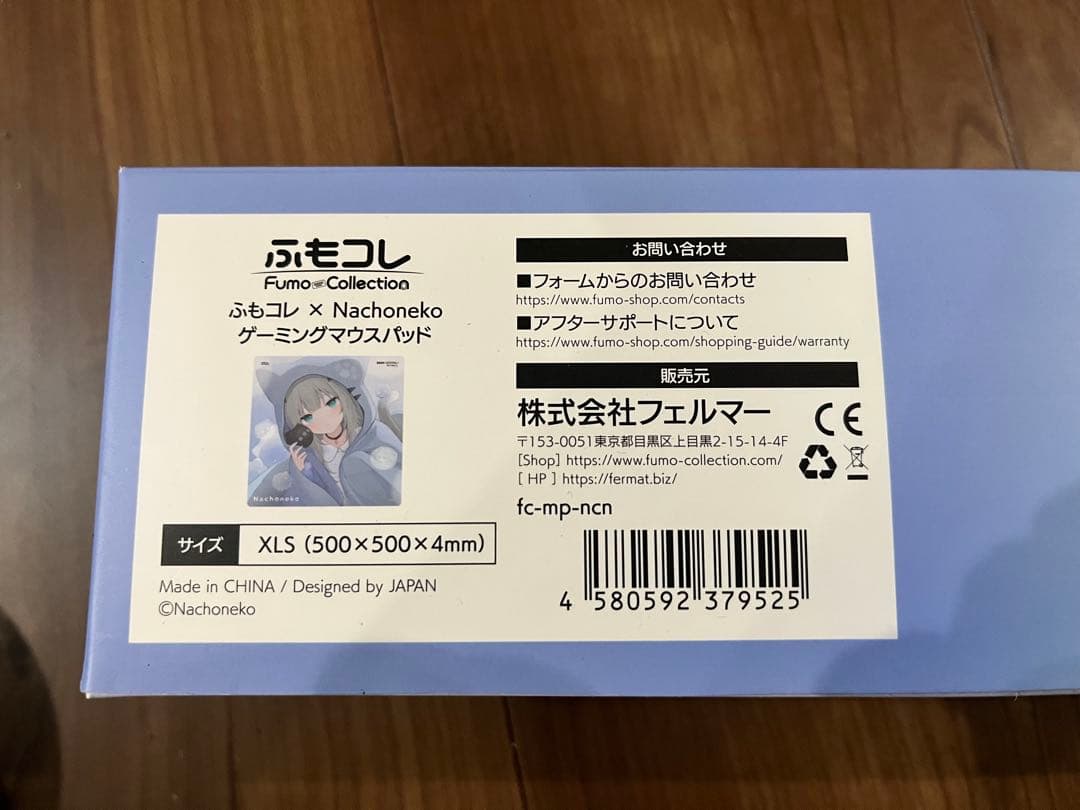 ふもコレ
Fumo Collection
ふもコレ × Nachoneko
ゲーミングマウスパッド
Nachoneko
サイズ XLS (500×500×4mm)
Made in CHINA / Designed by JAPAN
©Nachoneko
お問い合わせ
■フォームからのお問い合わせ
https://www.fumo-shop.com/contacts
■アフターサポートについて
https://www.fumo-shop.com/shopping-guide/warranty
販売元
株式会社フェルマー
〒153-0051東京都目黒区上目黒2-15-14-4F
[Shop] https://www.fumo-collection.com/
[ HP ] https://fermat.biz/
CE
fc-mp-ncn
4 580592 379525